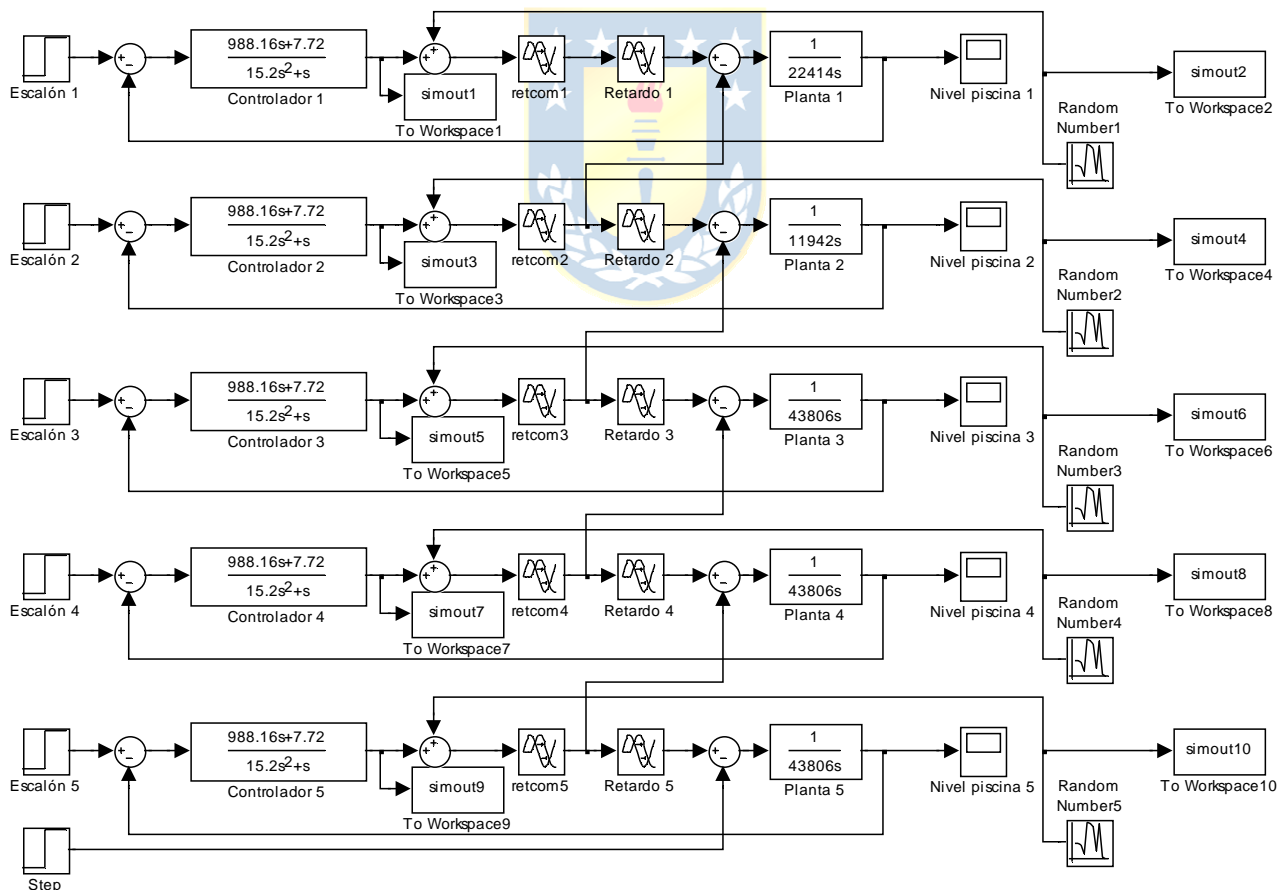 988.16s+7.72
15.2s²+s
Controlador 1
Escalón 1
+
−
+
+
simout1
To Workspace1
retcom1
Retardo 1
+
−
1
22414s
Planta 1
Nivel piscina 1
Random
Number1
simout2
To Workspace2
988.16s+7.72
15.2s²+s
Controlador 2
Escalón 2
+
−
+
+
simout3
To Workspace3
retcom2
Retardo 2
+
−
1
11942s
Planta 2
Nivel piscina 2
Random
Number2
simout4
To Workspace4
988.16s+7.72
15.2s²+s
Controlador 3
Escalón 3
+
−
+
+
simout5
To Workspace5
retcom3
Retardo 3
+
−
1
43806s
Planta 3
Nivel piscina 3
Random
Number3
simout6
To Workspace6
988.16s+7.72
15.2s²+s
Controlador 4
Escalón 4
+
−
+
+
simout7
To Workspace7
retcom4
Retardo 4
+
−
1
43806s
Planta 4
Nivel piscina 4
Random
Number4
simout8
To Workspace8
988.16s+7.72
15.2s²+s
Controlador 5
Escalón 5
+
−
+
+
simout9
To Workspace9
retcom5
Retardo 5
+
−
1
43806s
Planta 5
Nivel piscina 5
Random
Number5
simout10
To Workspace10
Step